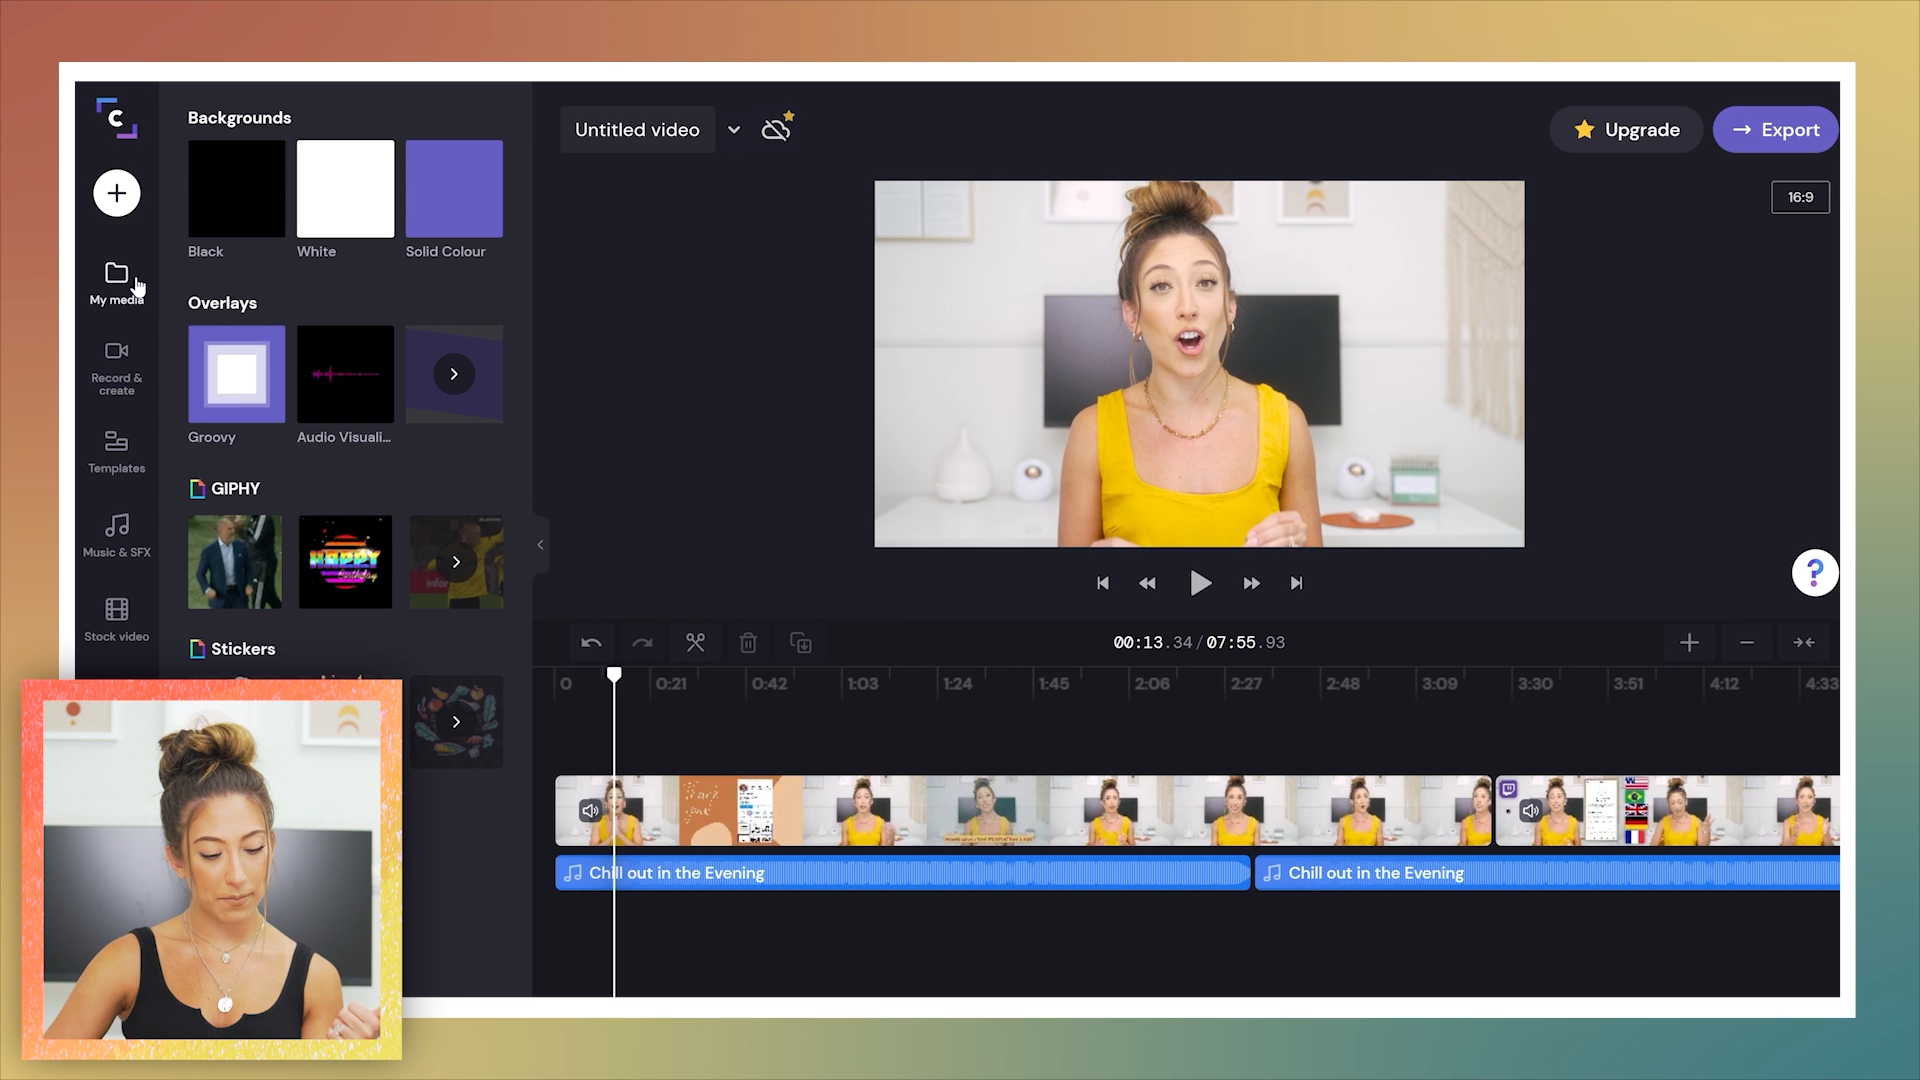 C
Backgrounds
Black
White
Solid Colour
My media
Overlays
Record &
create
Groovy
Audio Visuali...
Templates
GIPHY
HAPPY
Birthday
infor
Music & SFX
Stock video
Stickers
Untitled video
Upgrade
Export
16:9
?
00:13.34 / 07:55.93
0
0:21
0:42
1:03
1:24
1:45
2:06
2:27
2:48
3:09
3:30
3:51
4:12
4:33
Chill out in the Evening
Chill out in the Evening